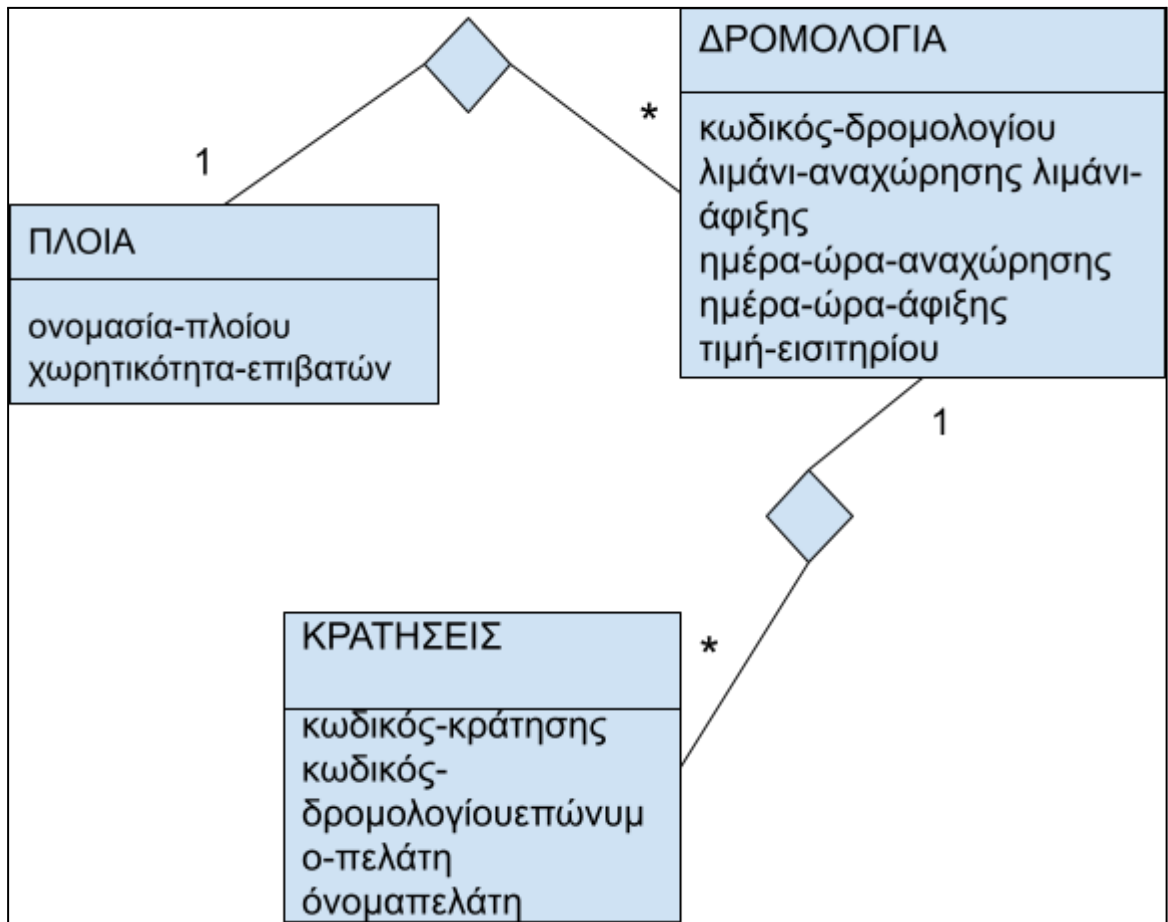 ΔΡΟΜΟΛΟΓΙΑ
*
κωδικός-δρομολογίου
λιμάνι-αναχώρησης λιμάνι-
άφιξης
ημέρα-ώρα-αναχώρησης
ημέρα-ώρα-άφιξης
τιμή-εισιτηρίου
1
ΠΛΟΙΑ
ονομασία-πλοίου
χωρητικότητα-επιβατών
1
*
ΚΡΑΤΗΣΕΙΣ
κωδικός-κράτησης
κωδικός-
δρομολογίουεπώνυμ
ο-πελάτη
όνομαπελάτη